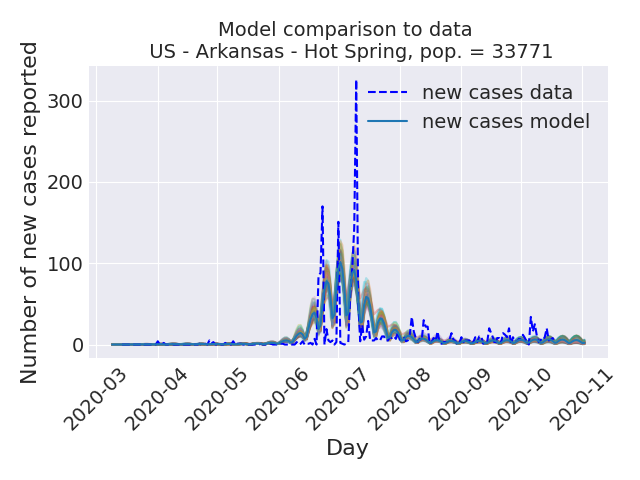 Model comparison to data
US - Arkansas - Hot Spring, pop. = 33771
Number of new cases reported
300
200
100
0
new cases data
new cases model
2020-03
2020-04
2020-05
2020-06
2020-07
2020-08
2020-09
2020-10
2020-11
Day